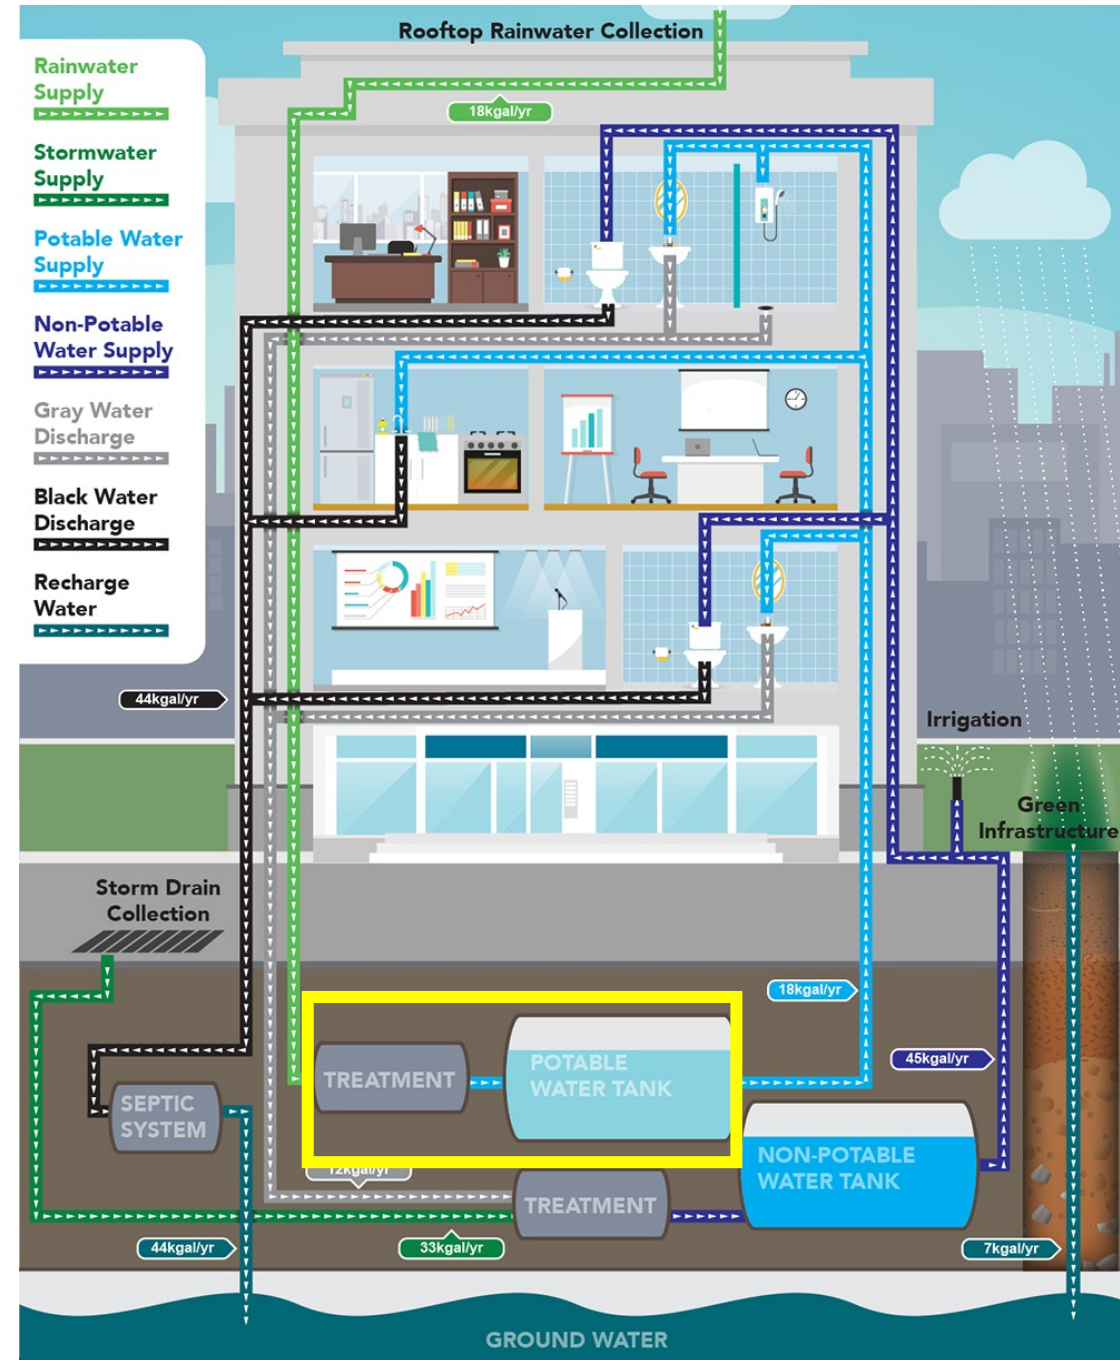 Rooftop Rainwater Collection
Rainwater
Supply
18kgal/yr
Stormwater
Supply
Potable Water
Supply
Non-Potable
Water Supply
Gray Water
Discharge
Black Water
Discharge
Recharge
Water
44kgal/yr
Irrigation
Green
Infrastructure
Storm Drain
Collection
18kgal/yr
45kgal/yr
TREATMENT
POTABLE
WATER TANK
SEPTIC
SYSTEM
NON-POTABLE
WATER TANK
12kgal/yr
TREATMENT
44kgal/yr
33kgal/yr
7kgal/yr
GROUND WATER